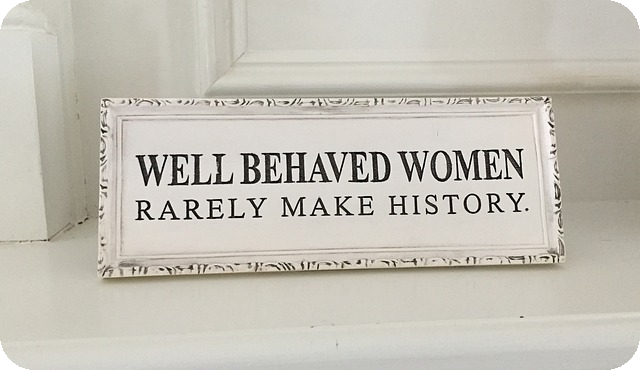 WELL BEHAVED WOMEN
RARELY MAKE HISTORY.